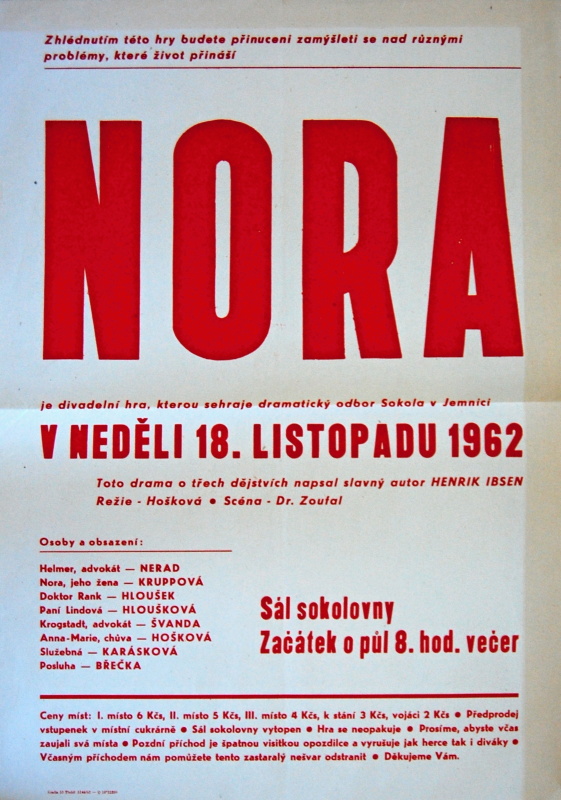 Zhlédnutím této hry budete přinuceni zamýšleti se nad různými
problémy, které život přináší
NORA
je divadelní hra, kterou sehraje dramatický odbor Sokola v Jemnici
V NEDĚLI 18. LISTOPADU 1962
Toto drama o třech dějstvích napsal slavný autor HENRIK IBSEN
Režie - Hošková ● Scéna - Dr. Zoufal
Osoby a obsazení:
Helmer, advokát — NERAD
Nora, jeho žena — KRUPPOVÁ
Doktor Rank — HLOUŠEK
Paní Lindová — HLOUŠKOVÁ
Krogstadt, advokát — ŠVANDA
Anna-Marie, chůva — HOŠKOVÁ
Služebná — KARÁSKOVÁ
Posluha — BŘEČKA
Sál sokolovny
Začátek o půl 8. hod. večer
Ceny míst: I. místo 6 Kčs, II. místo 5 Kčs, III. místo 4 Kčs, k stání 3 Kčs, vojáci 2 Kčs ● Předprodej
vstupenek v místní cukrárně ● Sál sokolovny vytopen ● Hra se neopakuje ● Prosíme, abyste včas
zaujali svá místa ● Pozdní příchod je špatnou visitkou opozdilce a vyrušuje jak herce tak i diváky ●
Včasným příchodem nám pomůžete tento zastaralý nešvar odstranit ● Děkujeme Vám.